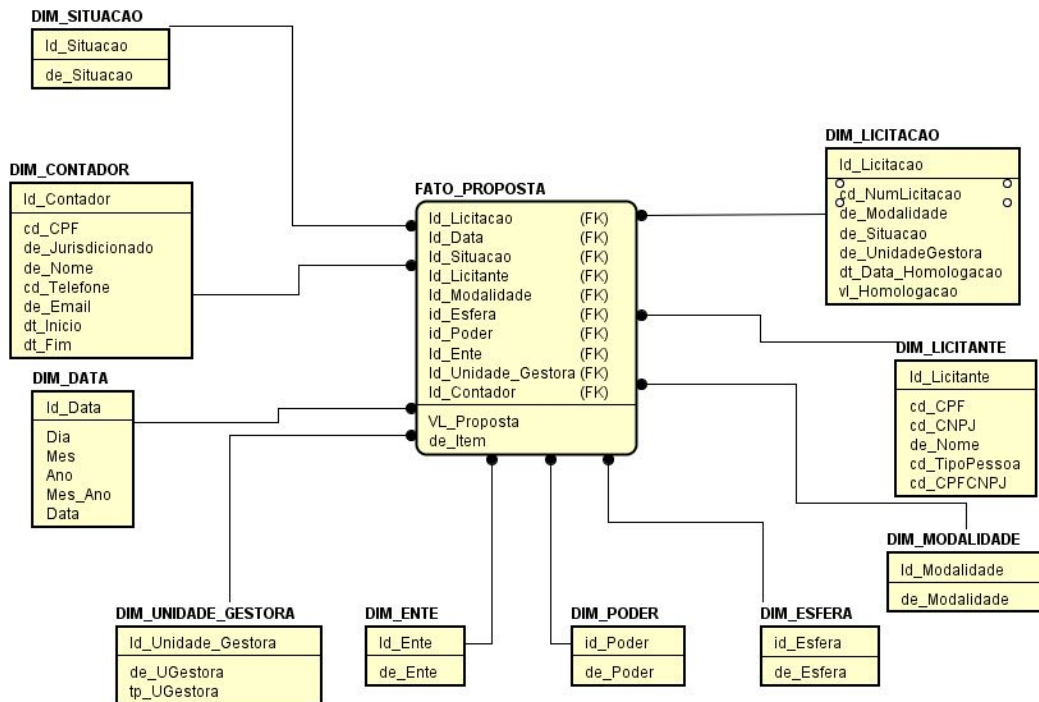 DIM_SITUACAO
Id_Situacao
de_Situacao
DIM_CONTADOR
Id_Contador
cd_CPF
de_Jurisdicionado
de_Nome
cd_Telefone
de_Email
dt_Inicio
dt_Fim
DIM_DATA
Id_Data
Dia
Mes
Ano
Mes_Ano
Data
FATO_PROPOSTA
Id_Licitacao (FK)
Id_Data (FK)
Id_Situacao (FK)
Id_Licitante (FK)
Id_Modalidade (FK)
id_Esfera (FK)
id_Poder (FK)
Id_Ente (FK)
Id_Unidade_Gestora (FK)
Id_Contador (FK)
VL_Proposta
de_Item
DIM_LICITACAO
Id_Licitacao
cd_NumLicitacao
de_Modalidade
de_Situacao
de_UnidadeGestora
dt_Data_Homologacao
vl_Homologacao
DIM_LICITANTE
Id_Licitante
cd_CPF
cd_CNPJ
de_Nome
cd_TipoPessoa
cd_CPFCNPJ
DIM_MODALIDADE
Id_Modalidade
de_Modalidade
DIM_UNIDADE_GESTORA
Id_Unidade_Gestora
de_UGestora
tp_UGestora
DIM_ENTE
Id_Ente
de_Ente
DIM_PODER
id_Poder
de_Poder
DIM_ESFERA
id_Esfera
de_Esfera